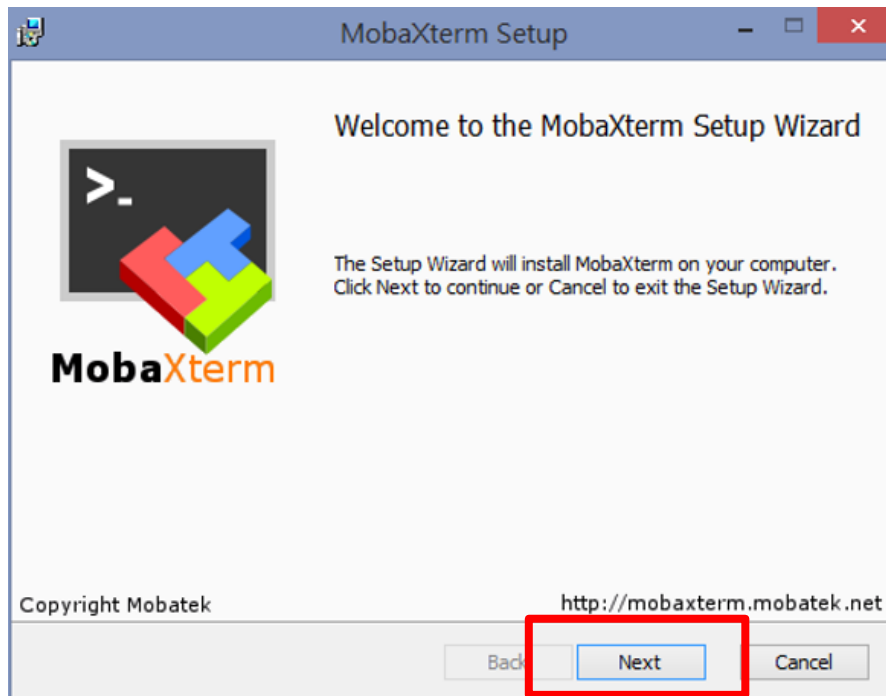 MobaXterm Setup
Welcome to the MobaXterm Setup Wizard
>_
The Setup Wizard will install MobaXterm on your computer.
Click Next to continue or Cancel to exit the Setup Wizard.
MobaXterm
Copyright Mobatek
http://mobaxterm.mobatek.net
Back
Next
Cancel